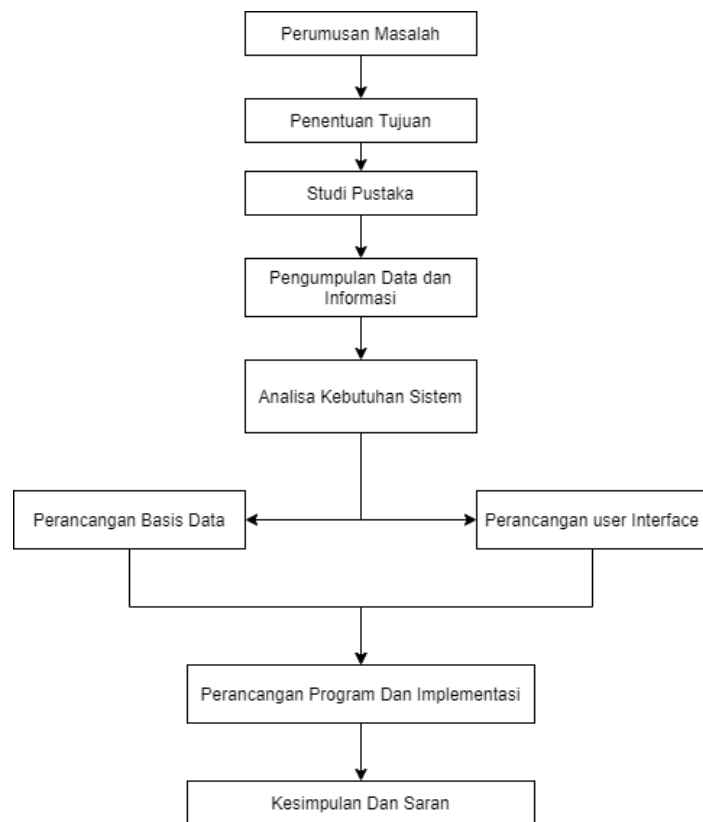 Perumusan Masalah
Penentuan Tujuan
Studi Pustaka
Pengumpulan Data dan
Informasi
Analisa Kebutuhan Sistem
Perancangan Basis Data
Perancangan user Interface
Perancangan Program Dan Implementasi
Kesimpulan Dan Saran